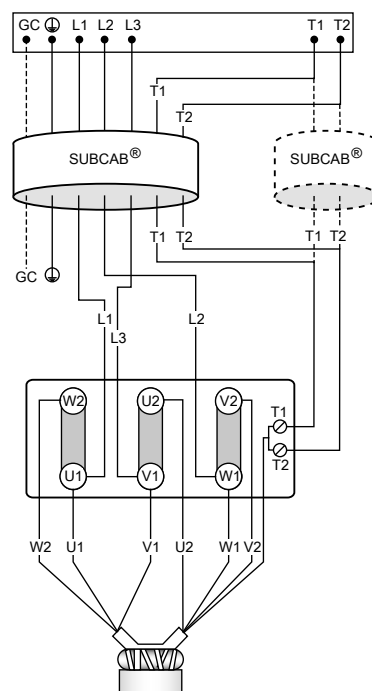 GC L1 L2 L3 T1 T2
T1
T2
SUBCAB® SUBCAB®
T1 T2 T1 T2
GC
L1 L2
L3
W2 U2 V2
T1
U1 V1 W1
T2
W2 U1 V1 U2 W1 V2